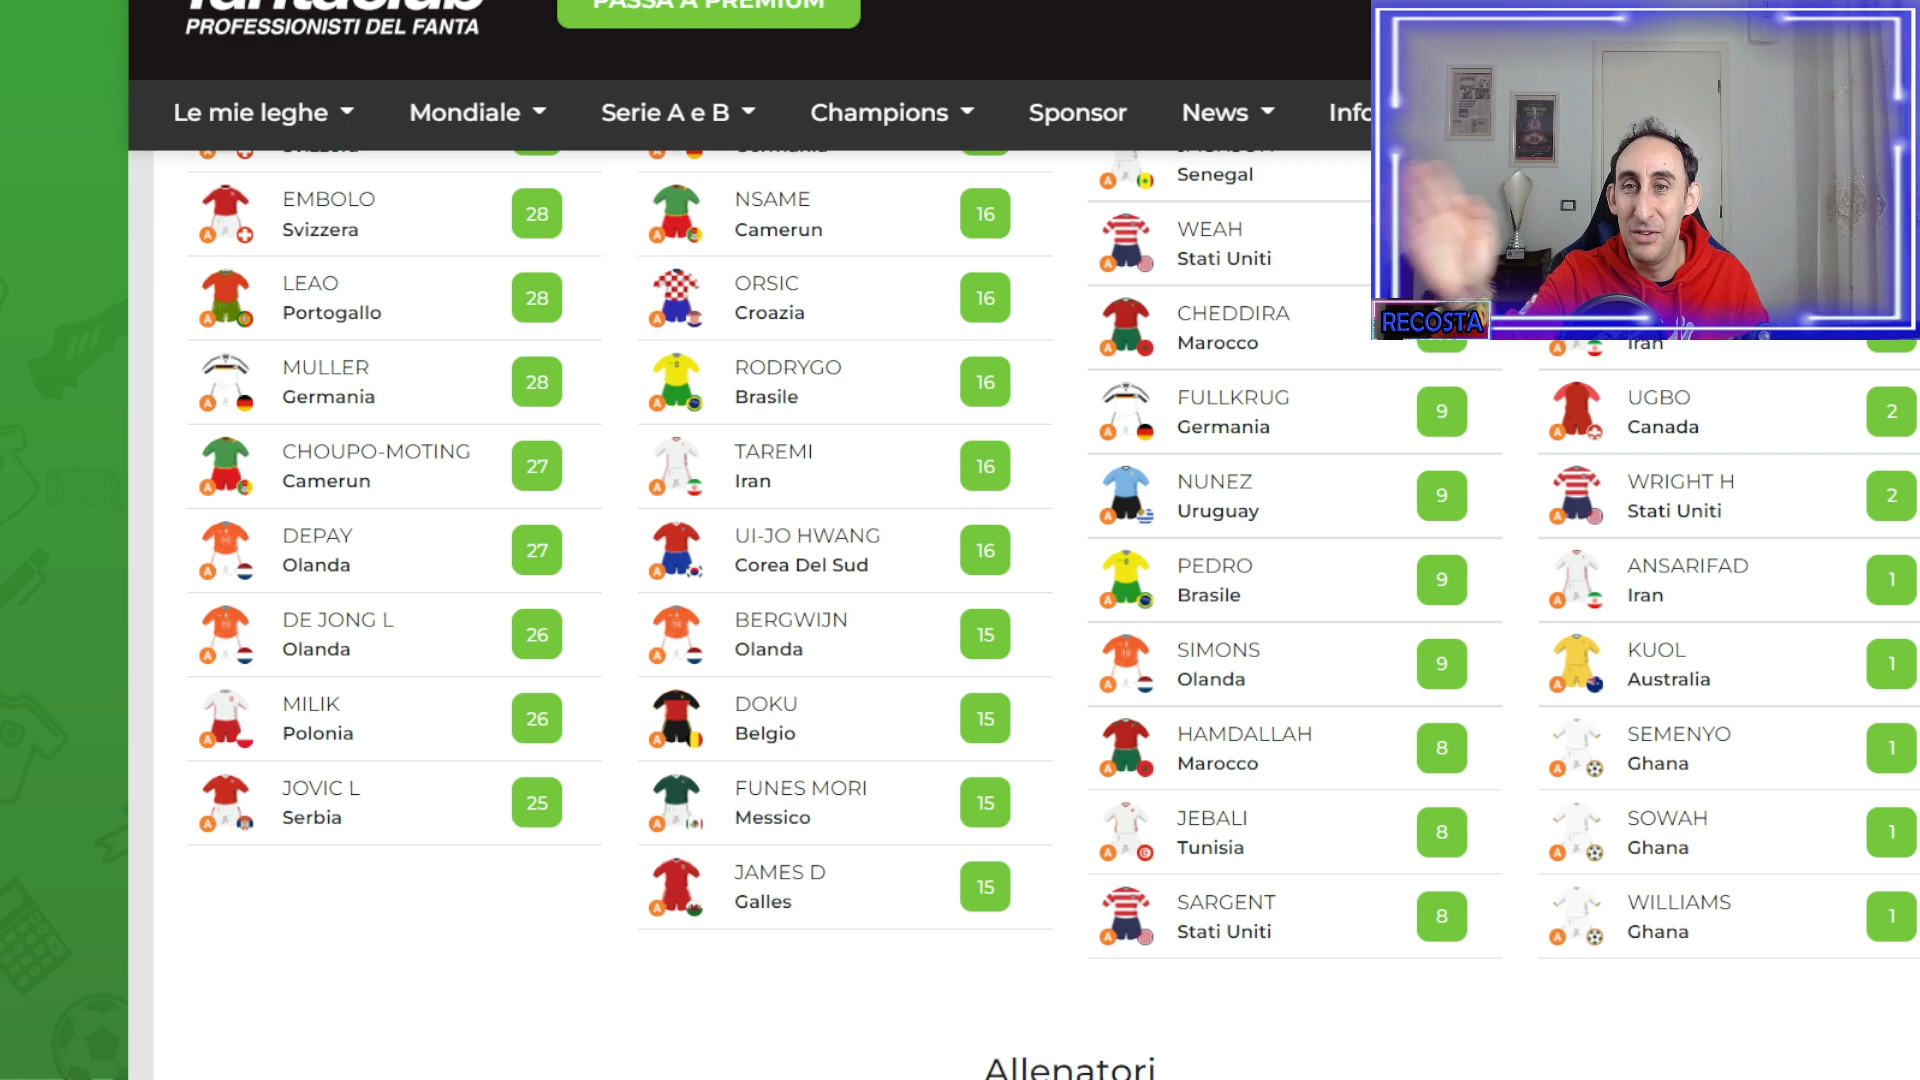 fantaclub
PROFESSIONISTI DEL FANTA
PASSA A PREMIUM
Le mie leghe
Mondiale
Serie A e B
Champions
Sponsor
News
Info
EMBOLO
Svizzera
28
LEAO
Portogallo
28
MULLER
Germania
28
CHOUPO-MOTING
Camerun
27
DEPAY
Olanda
27
DE JONG L
Olanda
26
MILIK
Polonia
26
JOVIC L
Serbia
25
NSAME
Camerun
16
ORSIC
Croazia
16
RODRYGO
Brasile
16
TAREMI
Iran
16
UI-JO HWANG
Corea Del Sud
16
BERGWIJN
Olanda
15
DOKU
Belgio
15
FUNES MORI
Messico
15
JAMES D
Galles
15
Senegal
WEAH
Stati Uniti
CHEDDIRA
Marocco
FULLKRUG
Germania
9
NUNEZ
Uruguay
9
PEDRO
Brasile
9
SIMONS
Olanda
9
HAMDALLAH
Marocco
8
JEBALI
Tunisia
8
SARGENT
Stati Uniti
8
RECOSTA
Iran
UGBO
Canada
2
WRIGHT H
Stati Uniti
2
ANSARIFAD
Iran
1
KUOL
Australia
1
SEMENYO
Ghana
1
SOWAH
Ghana
1
WILLIAMS
Ghana
1
Allenatori